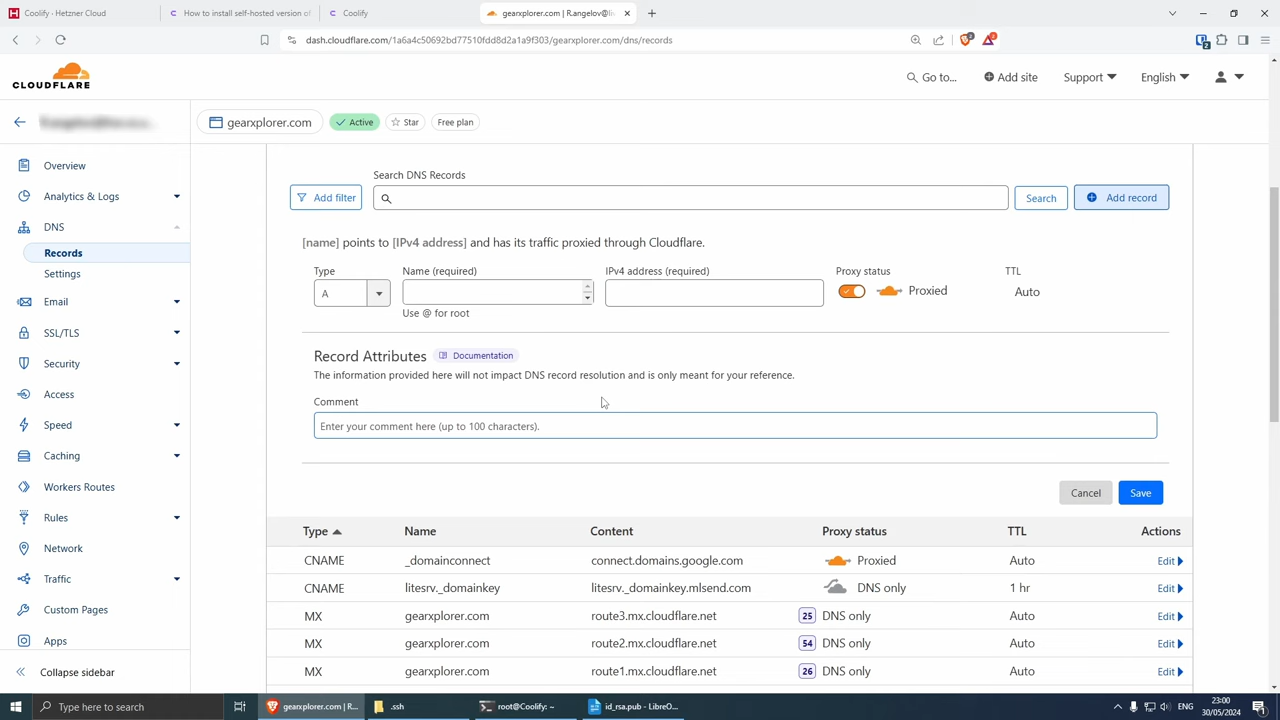 Coolify · Hetzner Cloud
How to install self-hosted version of
Coolify
gearxplorer.com | R.angelov@li
dash.cloudflare.com/1a6a4c50692bd77510fdd8d2a1a9f303/gearxplorer.com/dns/records
CLOUDFLARE
Go to...
Add site
Support
English
gearxplorer.com
Active
Star
Free plan
Overview
Analytics & Logs
DNS
Records
Settings
Email
SSL/TLS
Security
Access
Speed
Caching
Workers Routes
Rules
Network
Traffic
Custom Pages
Apps
Collapse sidebar
Search DNS Records
Add filter
Search
Add record
[name] points to [IPv4 address] and has its traffic proxied through Cloudflare.
Type Name (required) IPv4 address (required) Proxy status TTL
A Proxied Auto
Use @ for root
Record Attributes Documentation
The information provided here will not impact DNS record resolution and is only meant for your reference.
Comment
Enter your comment here (up to 100 characters).
Cancel Save
Type Name Content Proxy status TTL Actions
CNAME _domainconnect connect.domains.google.com Proxied Auto Edit
CNAME litesrv._domainkey litesrv._domainkey.mlsend.com DNS only 1 hr Edit
MX gearxplorer.com route3.mx.cloudflare.net 25 DNS only Auto Edit
MX gearxplorer.com route2.mx.cloudflare.net 54 DNS only Auto Edit
MX gearxplorer.com route1.mx.cloudflare.net 26 DNS only Auto Edit
Type here to search
gearxplorer.com | R...
.ssh
root@Coolify: ~
id_rsa.pub - LibreO...
23:00
30/05/2024